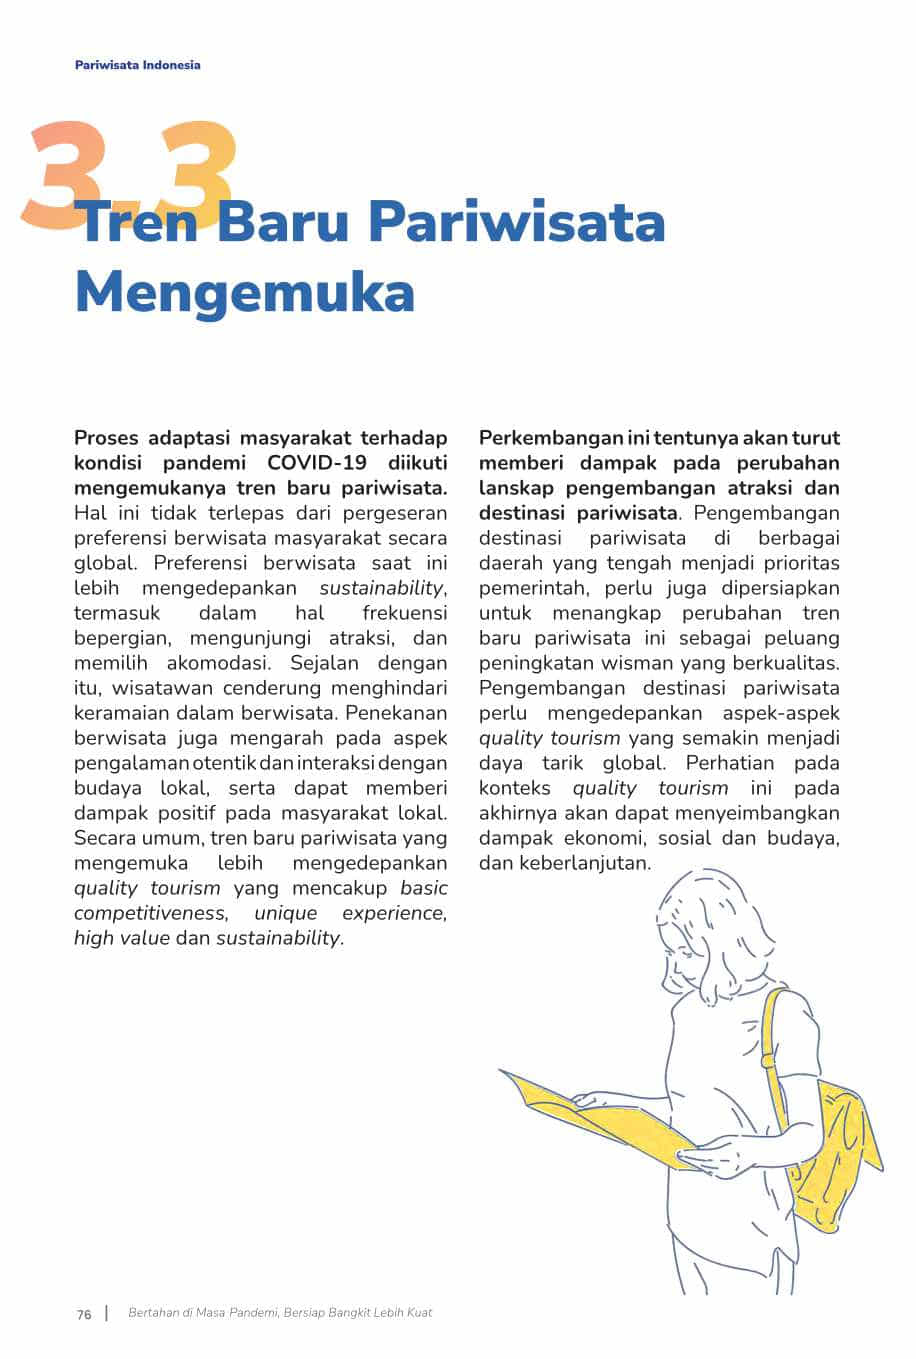 Pariwisata Indonesia
3.3
Tren Baru Pariwisata
Mengemuka
Proses adaptasi masyarakat terhadap
kondisi pandemi COVID-19 diikuti
mengemukanya tren baru pariwisata.
Hal ini tidak terlepas dari pergeseran
preferensi berwisata masyarakat secara
global. Preferensi berwisata saat ini
lebih mengedepankan sustainability,
termasuk dalam hal frekuensi
bepergian, mengunjungi atraksi, dan
memilih akomodasi. Sejalan dengan
itu, wisatawan cenderung menghindari
keramaian dalam berwisata. Penekanan
berwisata juga mengarah pada aspek
pengalaman otentik dan interaksi dengan
budaya lokal, serta dapat memberi
dampak positif pada masyarakat lokal.
Secara umum, tren baru pariwisata yang
mengemuka lebih mengedepankan
quality tourism yang mencakup basic
competitiveness, unique experience,
high value dan sustainability.
Perkembangan ini tentunya akan turut
memberi dampak pada perubahan
lanskap pengembangan atraksi dan
destinasi pariwisata. Pengembangan
destinasi pariwisata di berbagai
daerah yang tengah menjadi prioritas
pemerintah, perlu juga dipersiapkan
untuk menangkap perubahan tren
baru pariwisata ini sebagai peluang
peningkatan wisman yang berkualitas.
Pengembangan destinasi pariwisata
perlu mengedepankan aspek-aspek
quality tourism yang semakin menjadi
daya tarik global. Perhatian pada
konteks quality tourism ini pada
akhirnya akan dapat menyeimbangkan
dampak ekonomi, sosial dan budaya,
dan keberlanjutan.
76 | Bertahan di Masa Pandemi, Bersiap Bangkit Lebih Kuat